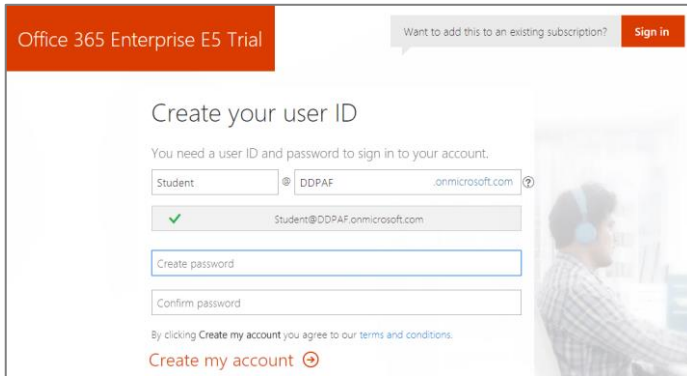 Office 365 Enterprise E5 Trial
Want to add this to an existing subscription?
Sign in
Create your user ID
You need a user ID and password to sign in to your account.
Student @ DDPAF .onmicrosoft.com ?
Student@DDPAF.onmicrosoft.com
Create password
Confirm password
By clicking Create my account you agree to our terms and conditions.
Create my account